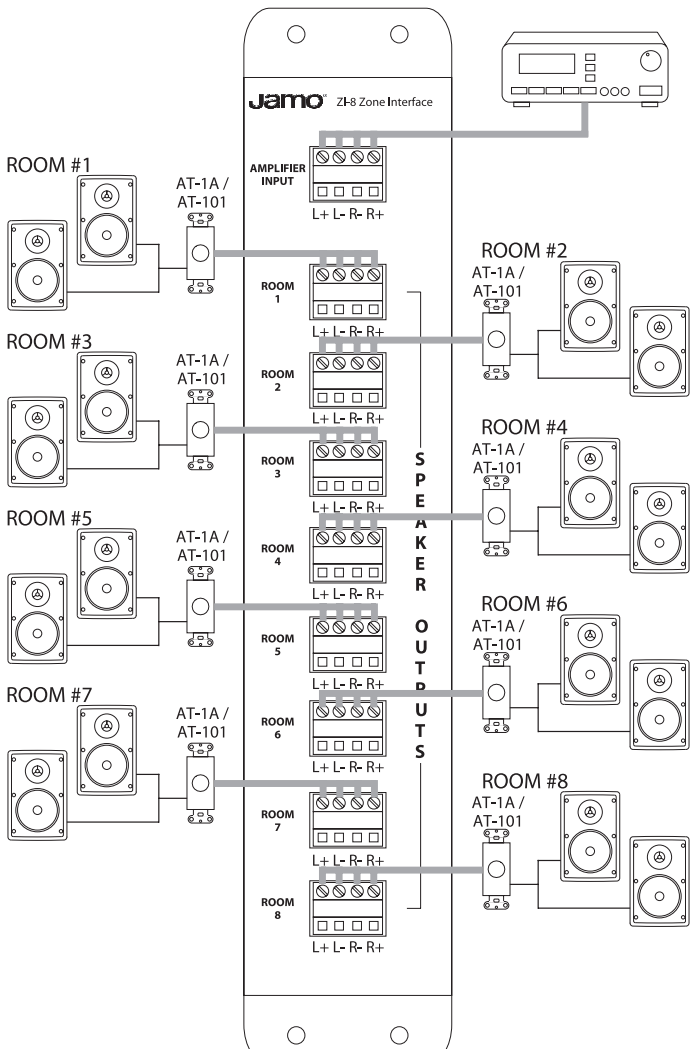 Jamo ZI-8 Zone Interface
AMPLIFIER
INPUT
L+ L- R- R+
ROOM #1
AT-1A /
AT-101
ROOM
1
L+ L- R- R+
ROOM #2
AT-1A /
AT-101
ROOM
2
L+ L- R- R+
ROOM #3
AT-1A /
AT-101
ROOM
3
L+ L- R- R+
ROOM #4
AT-1A /
AT-101
ROOM
4
L+ L- R- R+
ROOM #5
AT-1A /
AT-101
ROOM
5
L+ L- R- R+
ROOM #6
AT-1A /
AT-101
ROOM
6
L+ L- R- R+
ROOM #7
AT-1A /
AT-101
ROOM
7
L+ L- R- R+
ROOM #8
AT-1A /
AT-101
ROOM
8
L+ L- R- R+
SPEAKER OUTPUTS